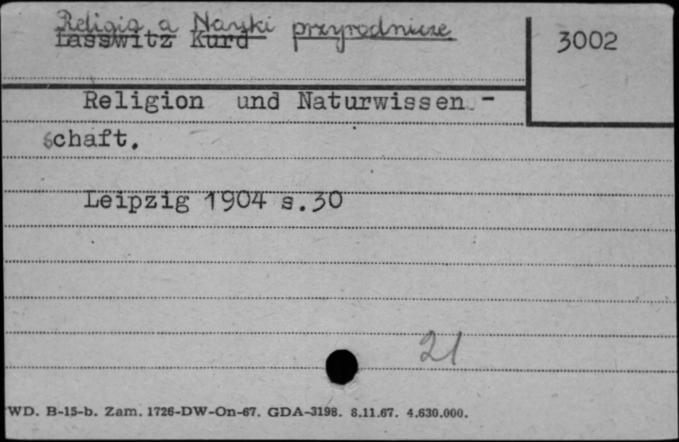 Religia a Nauki przyrodnicze
Lasswitz Kurd
3002
Religion und Naturwissen -
schaft.
Leipzig 1904 s.30
21
WD. B-15-b. Zam. 1726-DW-On-67. GDA-3198. 8.11.67. 4.630.000.